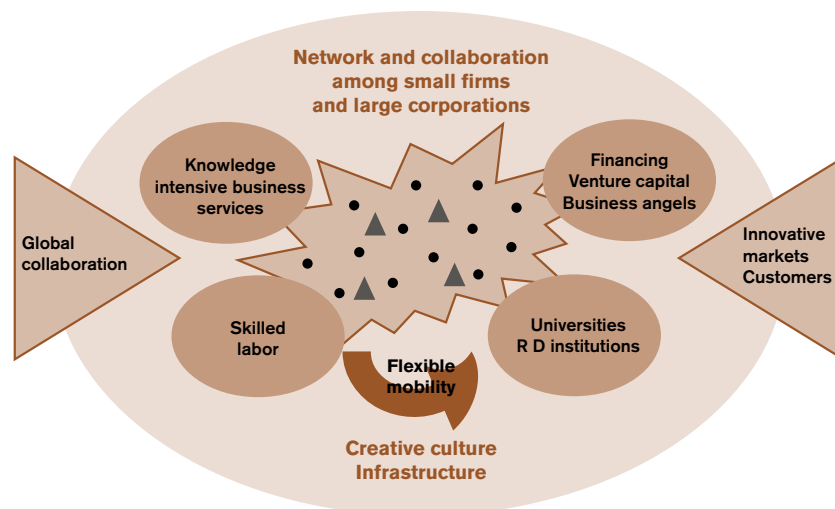 Network and collaboration
among small firms
and large corporations
Knowledge
intensive business
services
Financing
Venture capital
Business angels
Global
collaboration
Innovative
markets
Customers
Skilled
labor
Universities
R D institutions
Flexible
mobility
Creative culture
Infrastructure